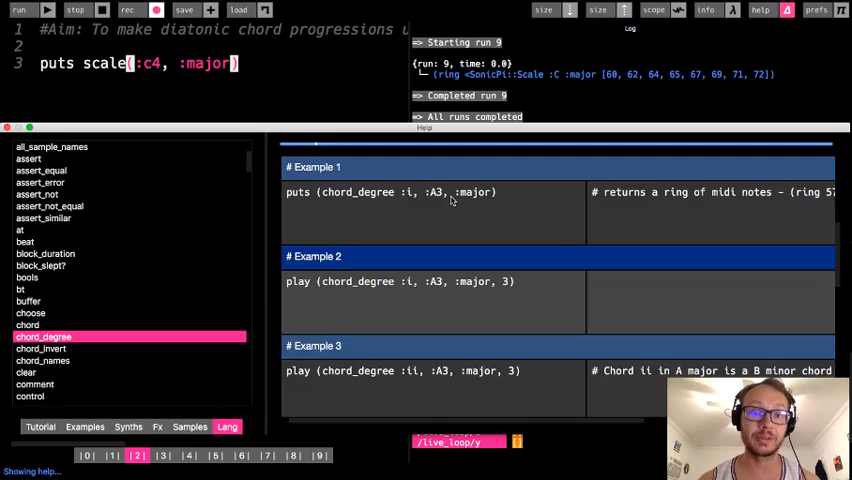 run stop rec save load size size scope info help prefs
1 #Aim: To make diatonic chord progressions u
2
3 puts scale(:c4, :major)
Log
=> Starting run 9
{run: 9, time: 0.0}
(ring <SonicPi::Scale :C :major [60, 62, 64, 65, 67, 69, 71, 72])
=> Completed run 9
=> All runs completed
Help
all_sample_names
assert
assert_equal
assert_error
assert_not
assert_not_equal
assert_similar
at
beat
block_duration
block_slept?
bools
bt
buffer
choose
chord
chord_degree
chord_invert
chord_names
clear
comment
control
# Example 1
puts (chord_degree :i, :A3, :major) # returns a ring of midi notes - (ring 57
# Example 2
play (chord_degree :i, :A3, :major, 3)
# Example 3
play (chord_degree :ii, :A3, :major, 3) # Chord ii in A major is a B minor chord
Tutorial Examples Synths Fx Samples Lang
/live_loop/y []
|0| |1| |2| |3| |4| |5| |6| |7| |8| |9|
Showing help...